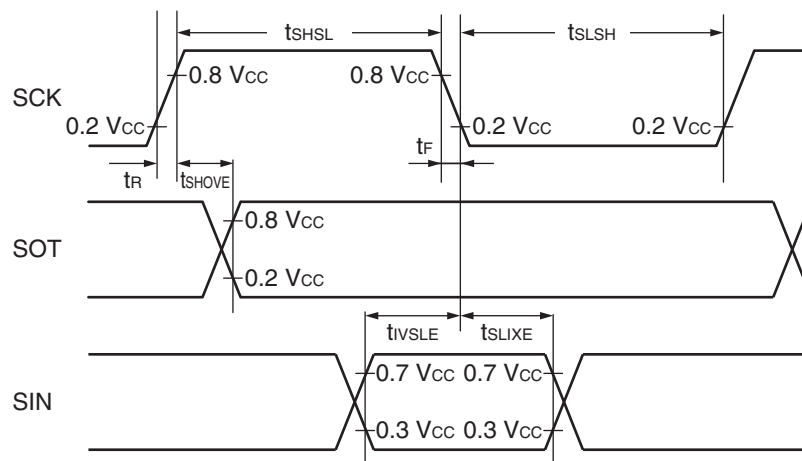 tSHSL tSLSH
SCK
0.8 VCC 0.8 VCC
0.2 VCC 0.2 VCC 0.2 VCC
tF
tR tSHOVE
SOT
0.8 VCC
0.2 VCC
tIVSLE tSLIXE
SIN
0.7 VCC 0.7 VCC
0.3 VCC 0.3 VCC